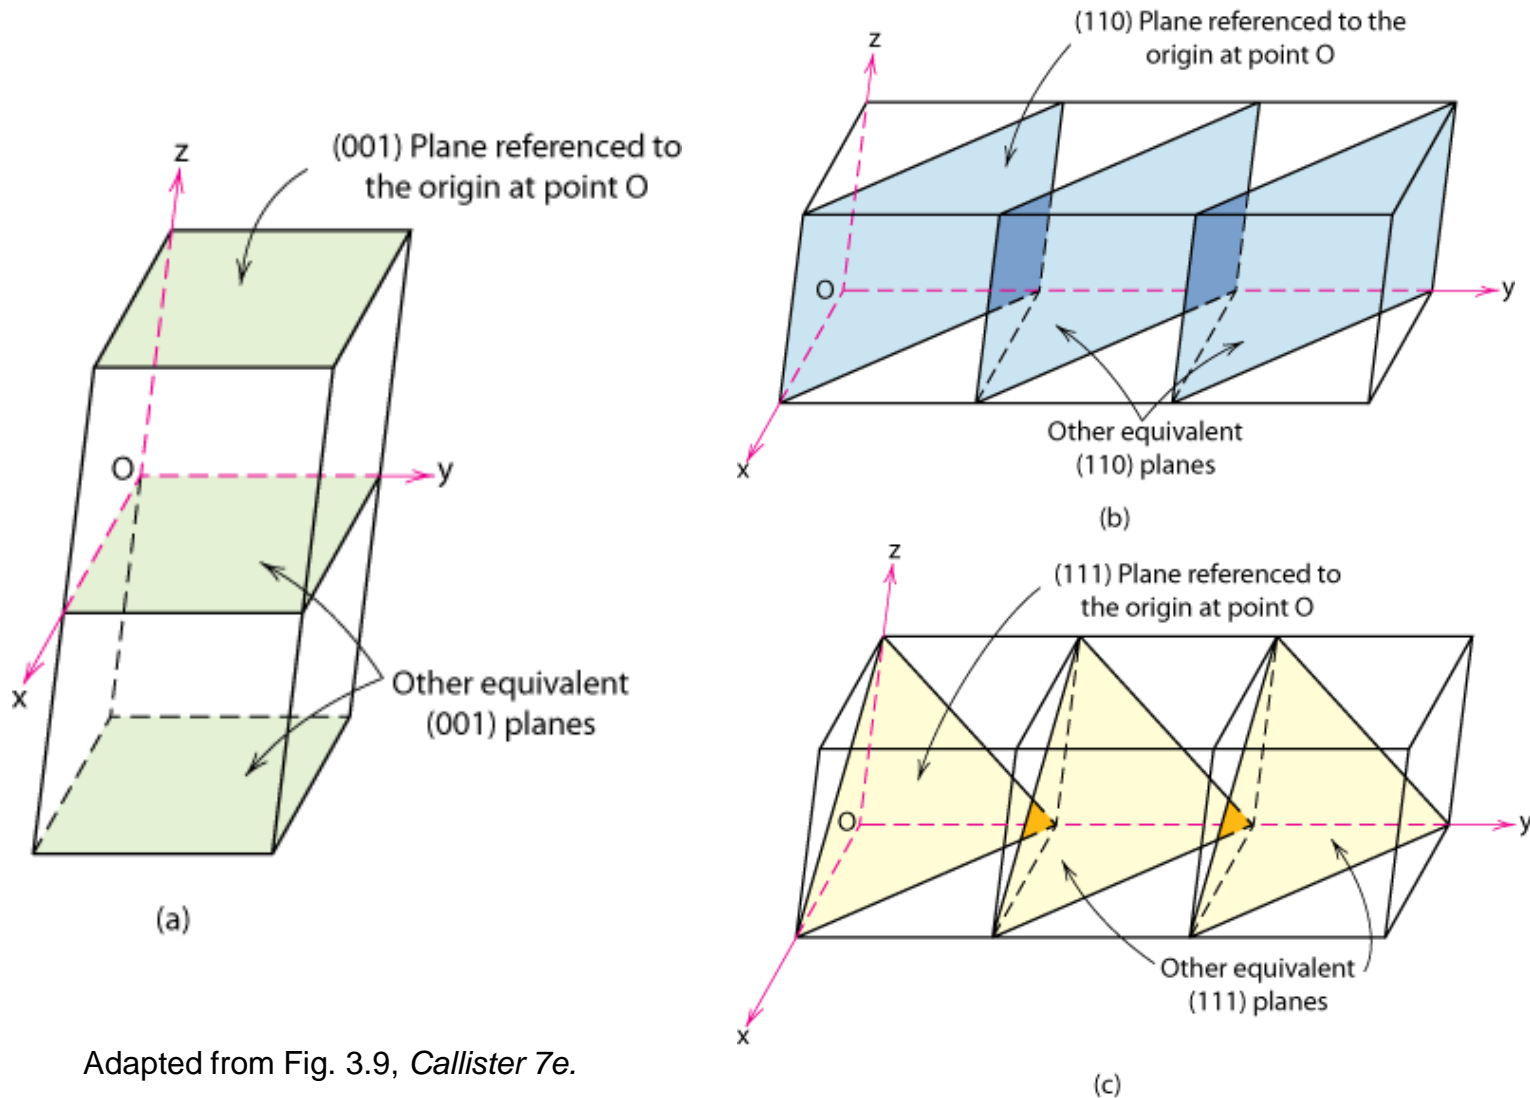 z
(001) Plane referenced to
the origin at point O
O
y
x
Other equivalent
(001) planes
(a)
Adapted from Fig. 3.9, Callister 7e.
(110) Plane referenced to the
origin at point O
z
O
y
x
Other equivalent
(110) planes
(b)
z
(111) Plane referenced to
the origin at point O
O
y
x
Other equivalent
(111) planes
(c)